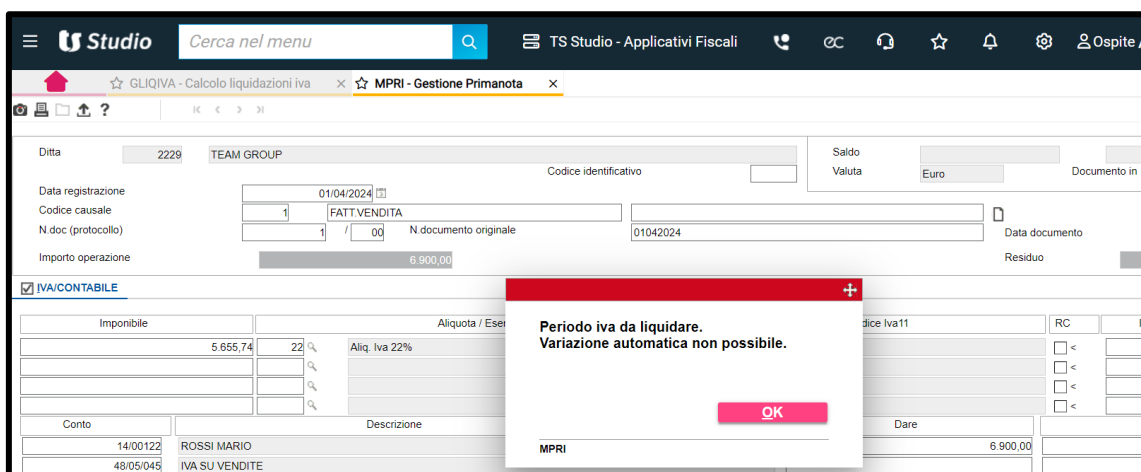 TS Studio
Cerca nel menu
TS Studio - Applicativi Fiscali
Ospite
GLIQIVA - Calcolo liquidazioni iva
MPRI - Gestione Primanota
Ditta 2229 TEAM GROUP
Saldo
Codice identificativo
Valuta Euro Documento in
Data registrazione 01/04/2024
Codice causale 1 FATT.VENDITA
N.doc (protocollo) 1 / 00 N.documento originale 01042024 Data documento
Importo operazione 6.900,00 Residuo
IVA/CONTABILE
Imponibile Aliquota / Eser dice Iva11 RC
5.655,74 22 Aliq. Iva 22% <
<
<
<
Periodo iva da liquidare.
Variazione automatica non possibile.
OK
MPRI
Conto Descrizione Dare
14/00122 ROSSI MARIO 6.900,00
48/05/045 IVA SU VENDITE